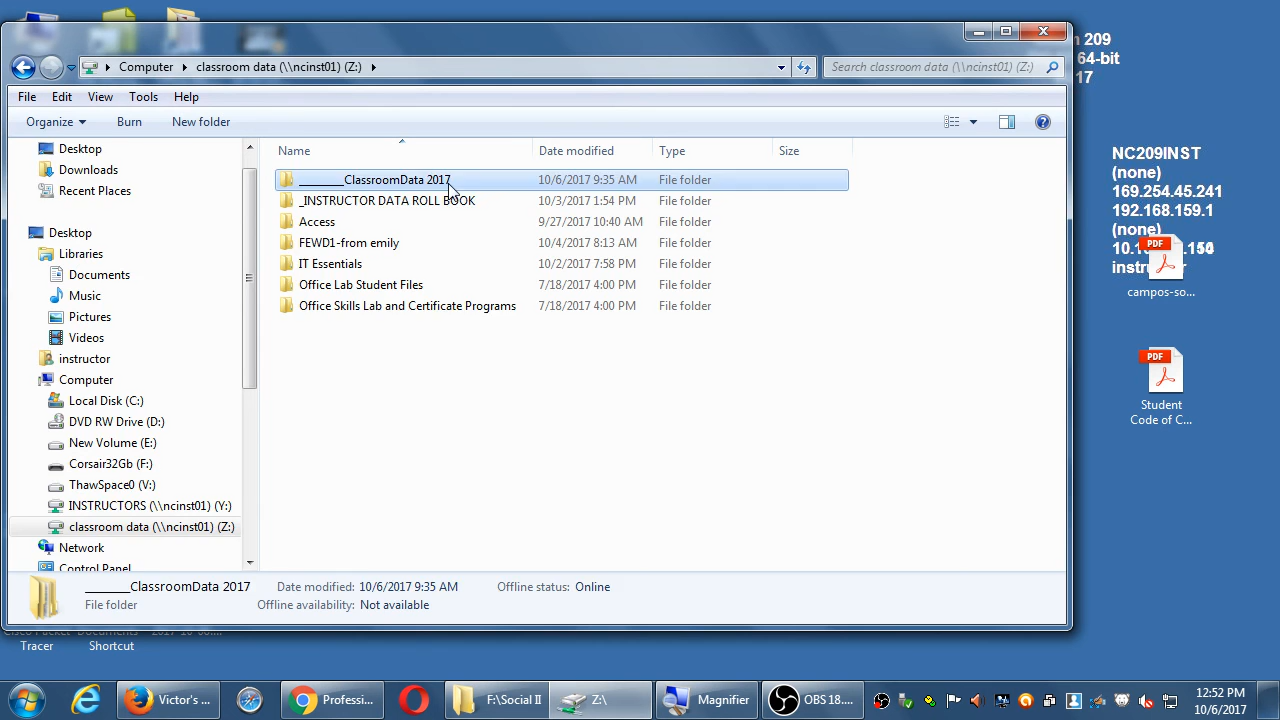 Computer classroom data (\\ncinst01) (Z:)
Search classroom data (\\ncinst01) (Z:)
File Edit View Tools Help
Organize Burn New folder
Name Date modified Type Size
Desktop
Downloads
Recent Places
Desktop
Libraries
Documents
Music
Pictures
Videos
instructor
Computer
Local Disk (C:)
DVD RW Drive (D:)
New Volume (E:)
Corsair32Gb (F:)
ThawSpace0 (V:)
INSTRUCTORS (\\ncinst01) (Y:)
classroom data (\\ncinst01) (Z:)
Network
Control Panel
________ClassroomData 2017 10/6/2017 9:35 AM File folder
_INSTRUCTOR DATA ROLL BOOK 10/3/2017 1:54 PM File folder
Access 9/27/2017 10:40 AM File folder
FEWD1-from emily 10/4/2017 8:13 AM File folder
IT Essentials 10/2/2017 7:58 PM File folder
Office Lab Student Files 7/18/2017 4:00 PM File folder
Office Skills Lab and Certificate Programs 7/18/2017 4:00 PM File folder
________ClassroomData 2017 Date modified: 10/6/2017 9:35 AM Offline status: Online
File folder Offline availability: Not available
209
64-bit
17
NC209INST
(none)
169.254.45.241
192.168.159.1
(none)
PDF
campos-so...
PDF
Student
Code of C...
Tracer
Shortcut
Victor's ...
Professi...
F:\Social II
Z:\
Magnifier
OBS 18....
12:52 PM
10/6/2017